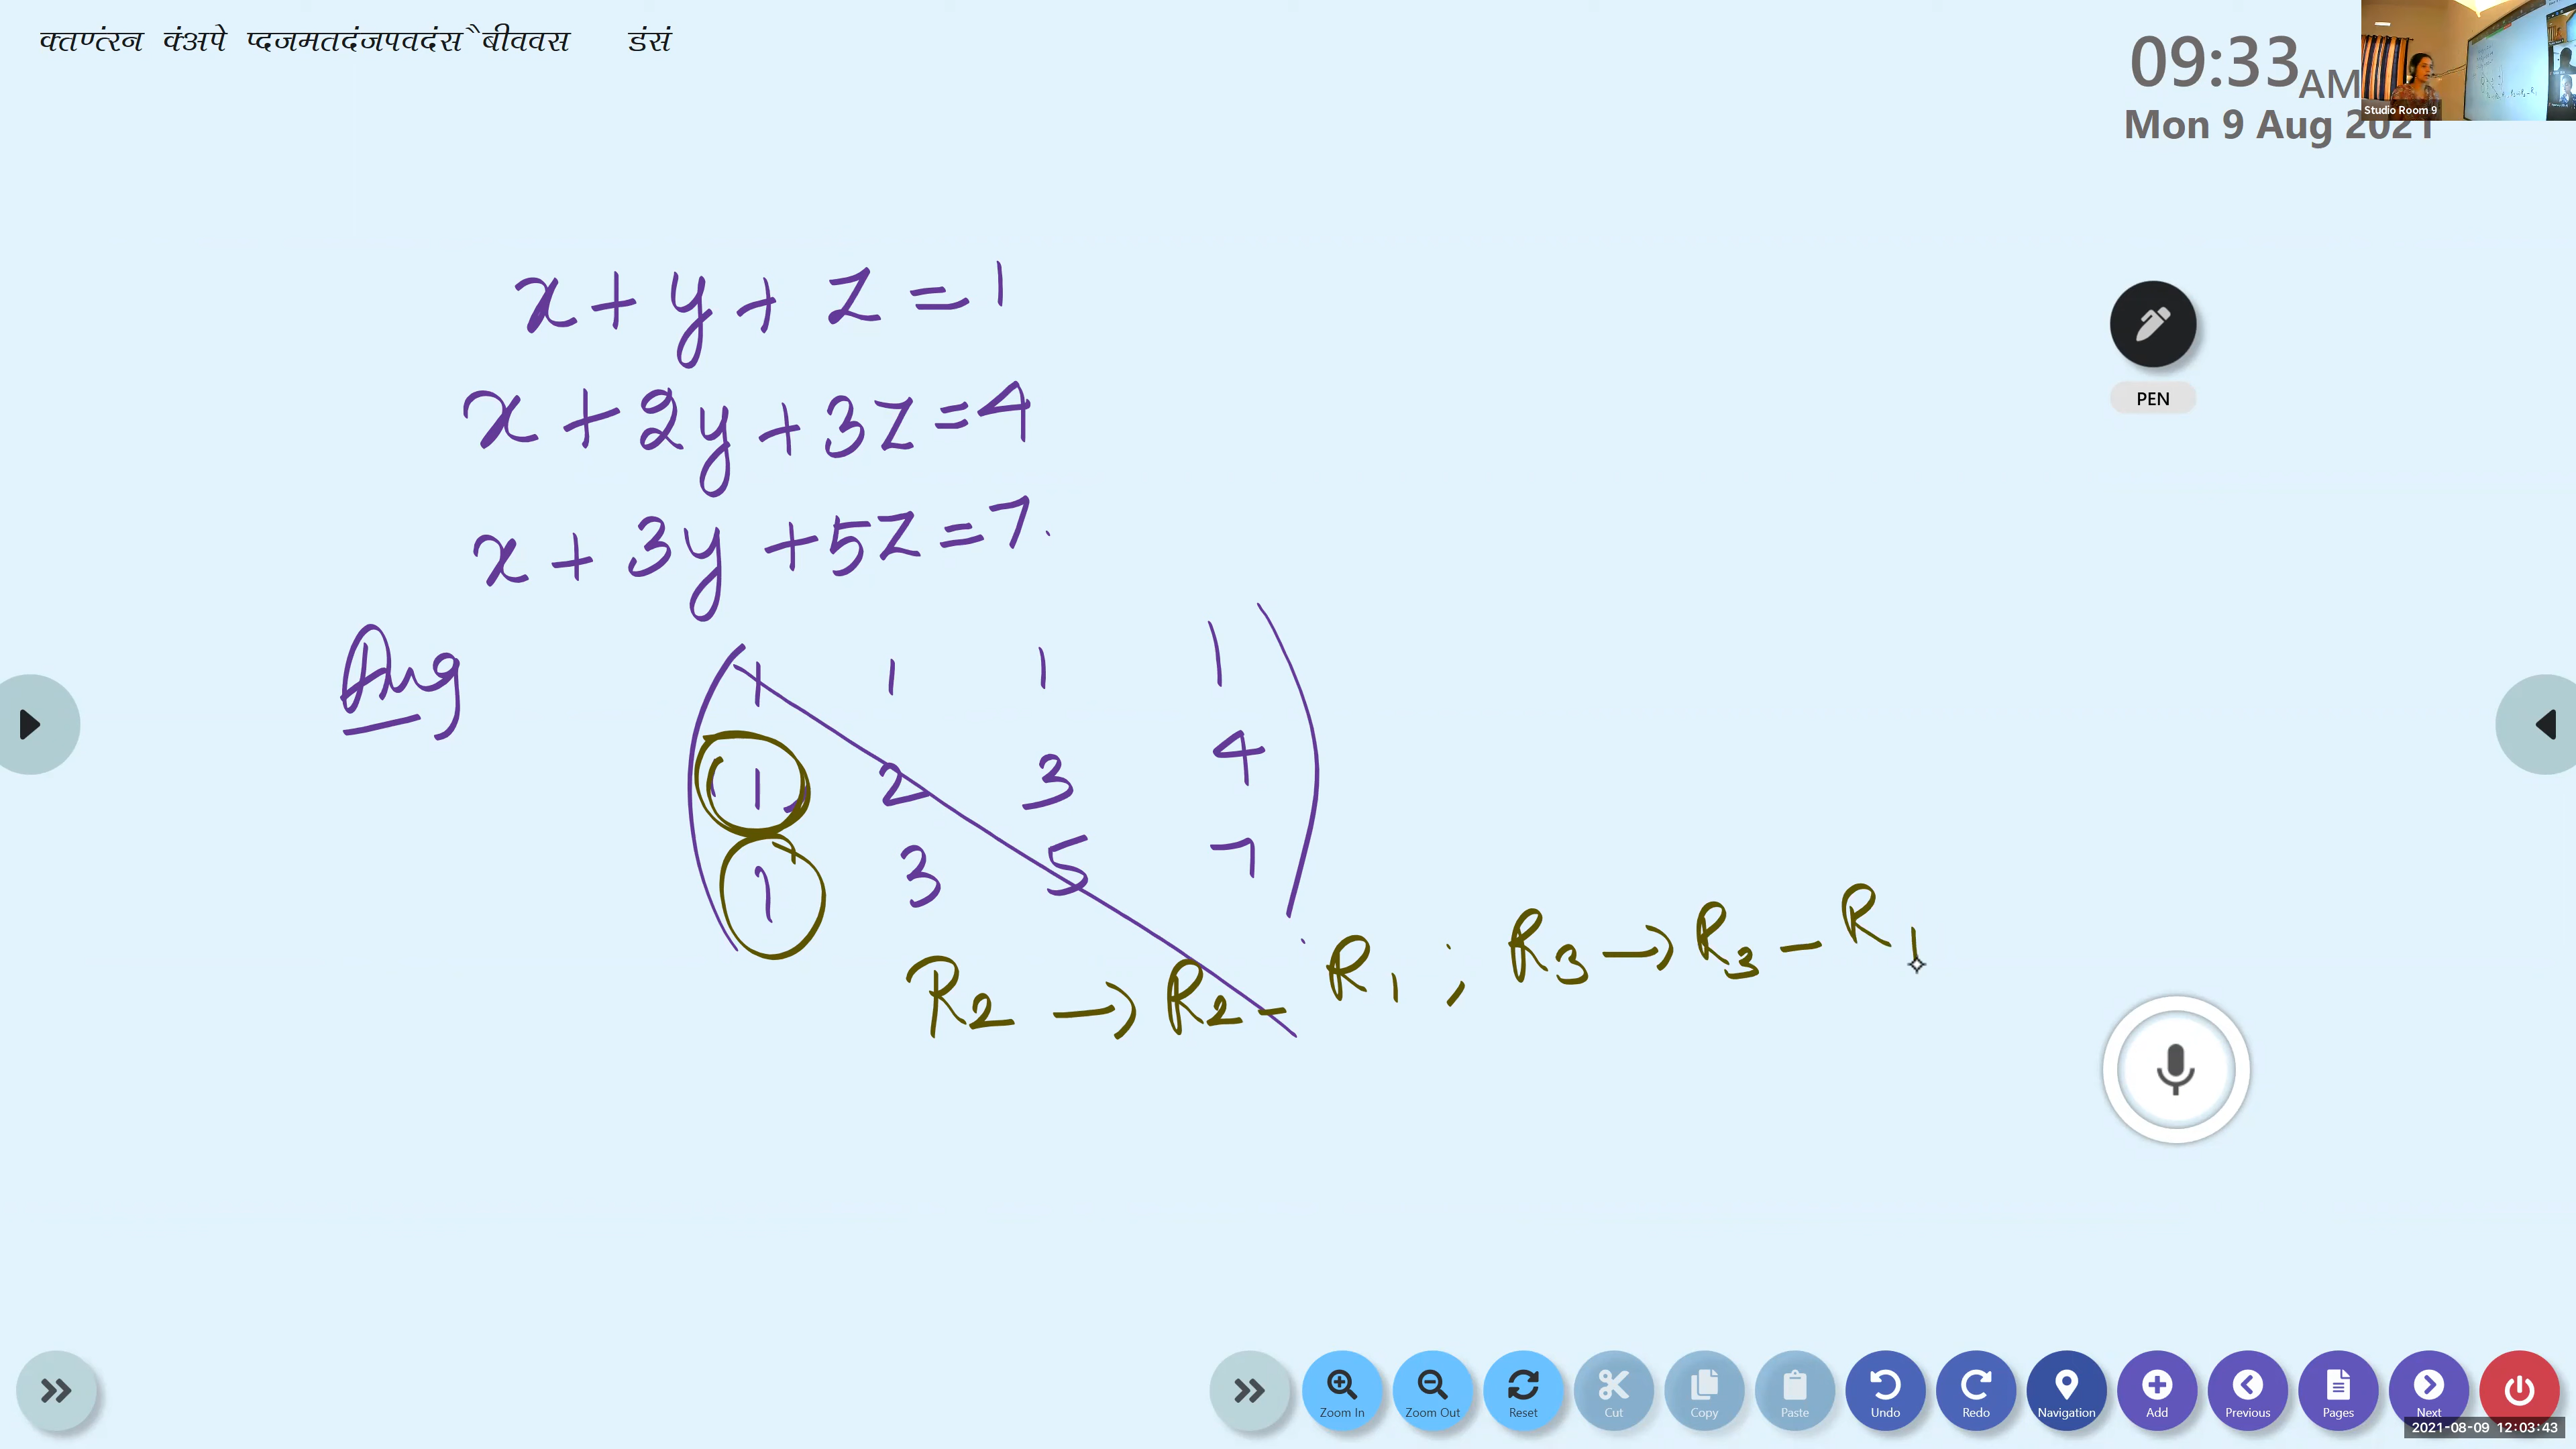 क्तण्तंरन कंअपे प्दजमतदंजपवदंस ैबीववस डंसं
09:33 AM
Studio Room 9
Mon 9 Aug 2021
x + y + z = 1
x + 2y + 3z = 4
x + 3y + 5z = 7.
PEN
Aug
1 1 1 1
1 2 3 4
1 3 5 7
R2 → R2 - R1 ; R3 → R3 - R1
Zoom In Zoom Out Reset Cut Copy Paste Undo Redo Navigation Add Previous Pages Next
2021-08-09 12:03:43